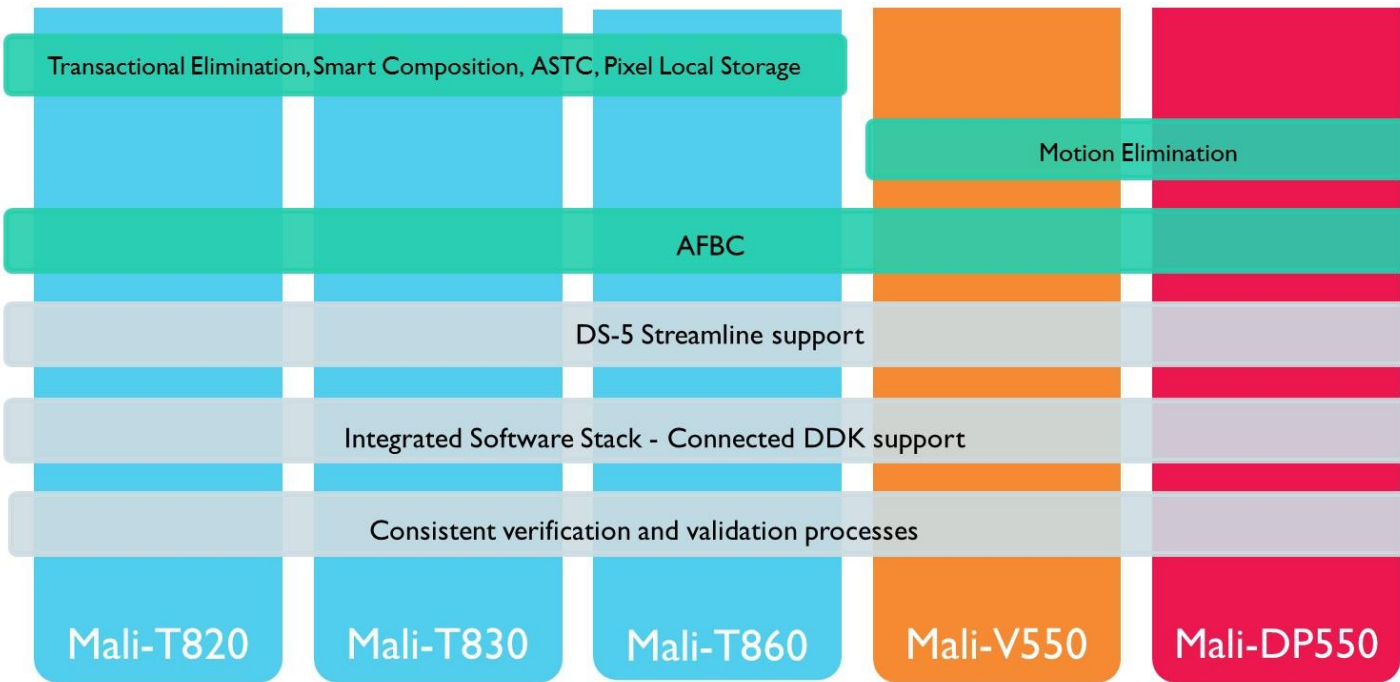 Transactional Elimination, Smart Composition, ASTC, Pixel Local Storage
Motion Elimination
AFBC
DS-5 Streamline support
Integrated Software Stack - Connected DDK support
Consistent verification and validation processes
Mali-T820
Mali-T830
Mali-T860
Mali-V550
Mali-DP550